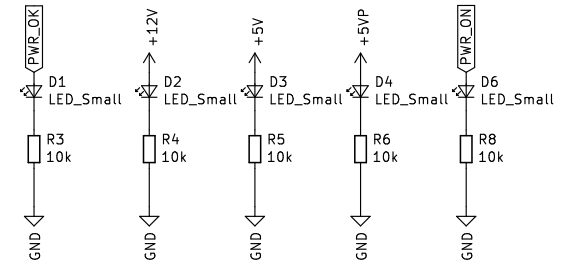 PWR_OK
+12V
+5V
+5VP
PWR_ON
D1
LED_Small
D2
LED_Small
D3
LED_Small
D4
LED_Small
D6
LED_Small
R3
10k
R4
10k
R5
10k
R6
10k
R8
10k
GND
GND
GND
GND
GND